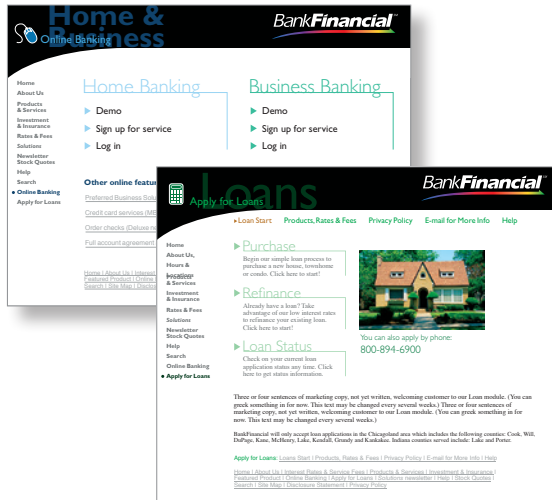 Home &
Business
Online Banking
BankFinancial™
Home
About Us
Products
& Services
Investment
& Insurance
Rates & Fees
Solutions
Newsletter
Stock Quotes
Help
Search
Online Banking
Apply for Loans
Home Banking
Demo
Sign up for service
Log in
Business Banking
Demo
Sign up for service
Log in
Other online featur
Preferred Business Solu
Credit card services (ME
Order checks (Deluxe ne
Full account agreement
Home | About Us | Interest
Featured Product | Online
Search | Site Map | Disclos
Loans
Apply for Loans
BankFinancial™
Loan Start Products, Rates & Fees Privacy Policy E-mail for More Info Help
Home
About Us,
Hours &
Locations
Products
& Services
Investment
& Insurance
Rates & Fees
Solutions
Newsletter
Stock Quotes
Help
Search
Online Banking
Apply for Loans
Purchase
Begin our simple loan process to
purchase a new house, townhome
or condo. Click here to start!
Refinance
Already have a loan? Take
advantage of our low interest rates
to refinance your existing loan.
Click here to start!
Loan Status
Check on your current loan
application status any time. Click
here to get status information.
You can also apply by phone:
800-894-6900
Three or four sentences of marketing copy, not yet written, welcoming customer to our Loan module. (You can
greek something in for now. This text may be changed every several weeks.) Three or four sentences of
marketing copy, not yet written, welcoming customer to our Loan module. (You can greek something in for
now. This text may be changed every several weeks.)
BankFinancial will only accept loan applications in the Chicagoland area which includes the following counties: Cook, Will,
DuPage, Kane, McHenry, Lake, Kendall, Grundy and Kankakee. Indiana counties served include: Lake and Porter.
Apply for Loans: Loans Start | Products, Rates & Fees | Privacy Policy | E-mail for More Info | Help
Home | About Us | Interest Rates & Service Fees | Products & Services | Investment & Insurance |
Featured Product | Online Banking | Apply for Loans | Solutions newsletter | Help | Stock Quotes |
Search | Site Map | Disclosure Statement | Privacy Policy